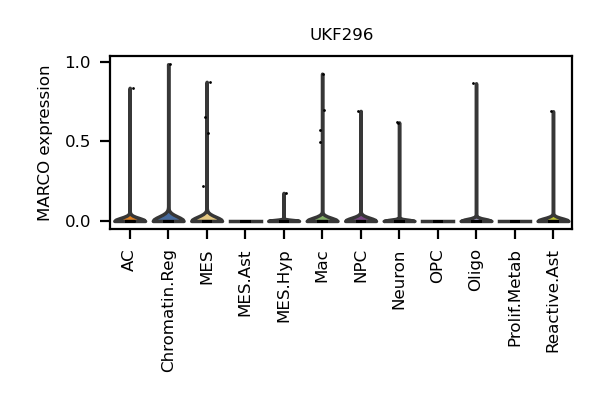 UKF296
MARCO expression
1.0
0.5
0.0
AC
Chromatin.Reg
MES
MES.Ast
MES.Hyp
Mac
NPC
Neuron
OPC
Oligo
Prolif.Metab
Reactive.Ast